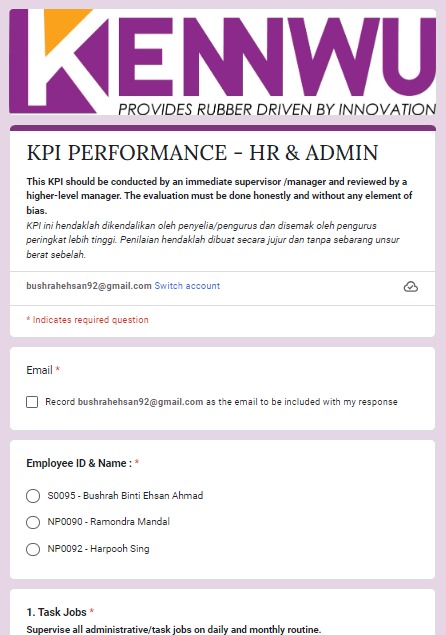 KENNWU
PROVIDES RUBBER DRIVEN BY INNOVATION
KPI PERFORMANCE - HR & ADMIN
This KPI should be conducted by an immediate supervisor /manager and reviewed by a
higher-level manager. The evaluation must be done honestly and without any element of
bias.
KPI ini hendaklah dikendalikan oleh penyelia/pengurus dan disemak oleh pengurus
peringkat lebih tinggi. Penilaian hendaklah dibuat secara jujur dan tanpa sebarang unsur
berat sebelah.
bushrahehsan92@gmail.com Switch account
* Indicates required question
Email *
Record bushrahehsan92@gmail.com as the email to be included with my response
Employee ID & Name : *
S0095 - Bushrah Binti Ehsan Ahmad
NP0090 - Ramondra Mandal
NP0092 - Harpooh Sing
1. Task Jobs *
Supervise all administrative/task jobs on daily and monthly routine.